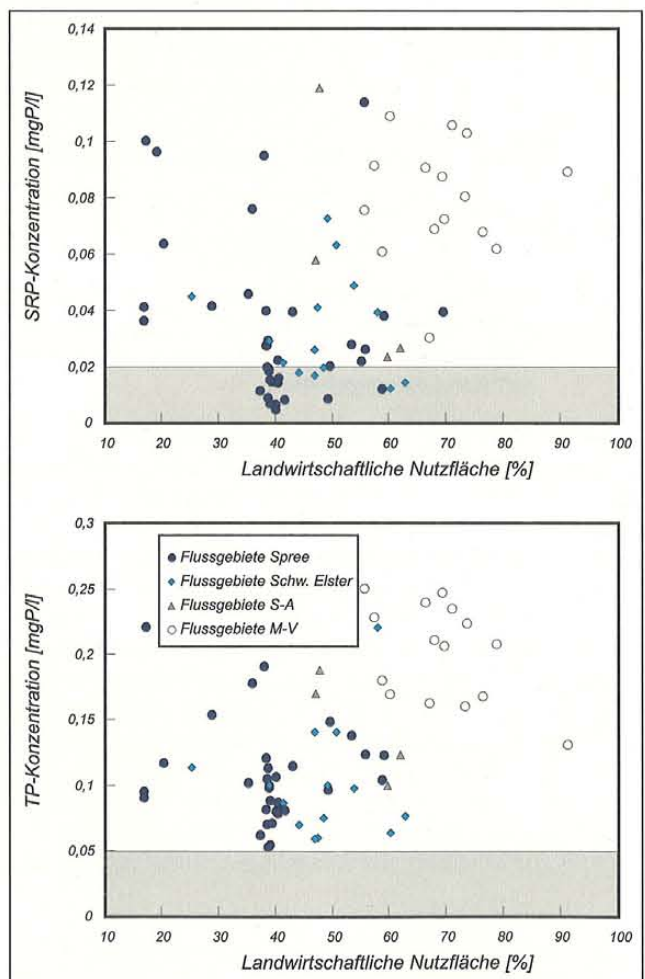 SRP-Konzentration [mgP/l]
0,14
0,12
0,1
0,08
0,06
0,04
0,02
0
10 20 30 40 50 60 70 80 90 100
Landwirtschaftliche Nutzfläche [%]
TP-Konzentration [mgP/l]
0,3
0,25
0,2
0,15
0,1
0,05
0
Flussgebiete Spree
Flussgebiete Schw. Elster
Flussgebiete S-A
Flussgebiete M-V
10 20 30 40 50 60 70 80 90 100
Landwirtschaftliche Nutzfläche [%]